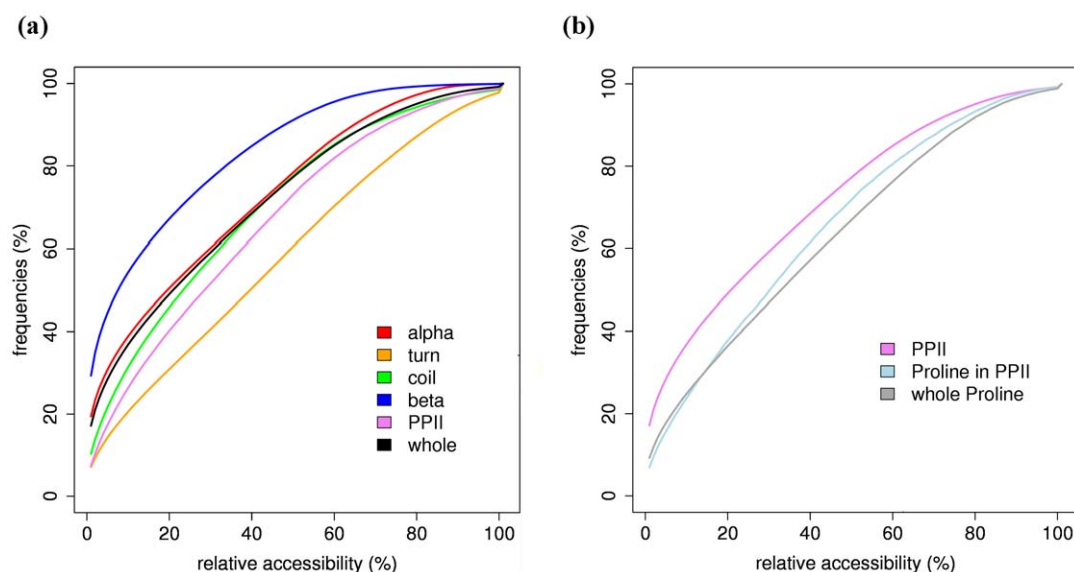 (a)
frequencies (%)
100
80
60
40
20
0
alpha
turn
coil
beta
PPII
whole
0 20 40 60 80 100
relative accessibility (%)
(b)
frequencies (%)
100
80
60
40
20
0
PPII
Proline in PPII
whole Proline
0 20 40 60 80 100
relative accessibility (%)